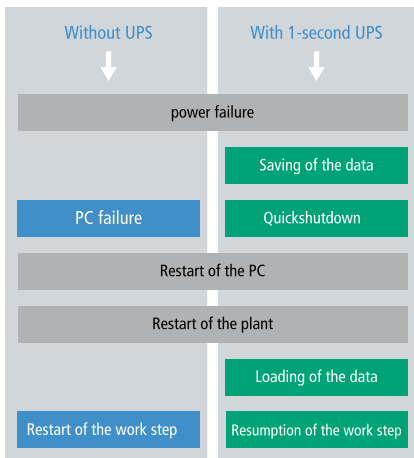 Without UPS
With 1-second UPS
power failure
Saving of the data
PC failure
Quickshutdown
Restart of the PC
Restart of the plant
Loading of the data
Restart of the work step
Resumption of the work step